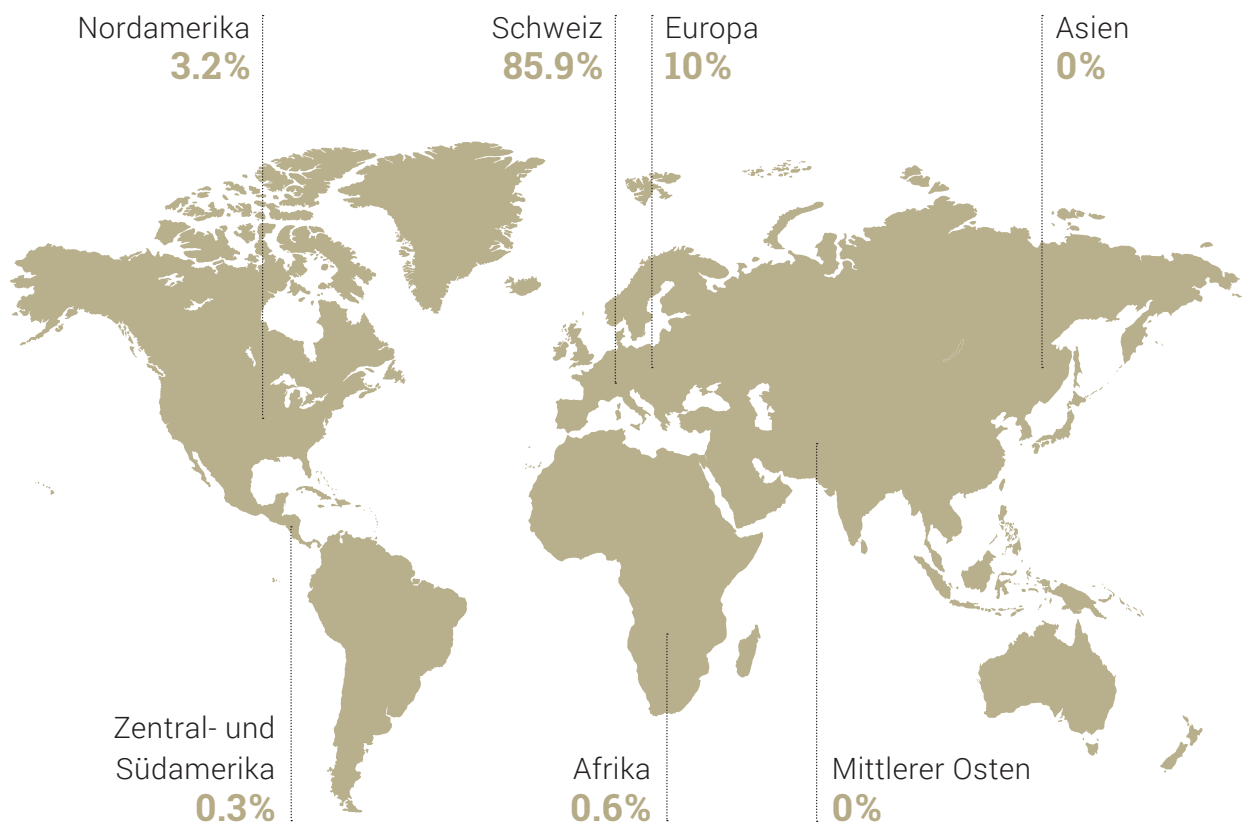 Nordamerika
3.2%
Schweiz
85.9%
Europa
10%
Asien
0%
Zentral- und
Südamerika
0.3%
Afrika
0.6%
Mittlerer Osten
0%